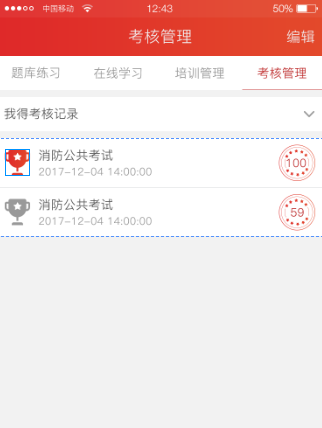 中国移动 12:43 50%
考核管理 编辑
题库练习 在线学习 培训管理 考核管理
我得考核记录
消防公共考试
2017-12-04 14:00:00
100
消防公共考试
2017-12-04 14:00:00
59